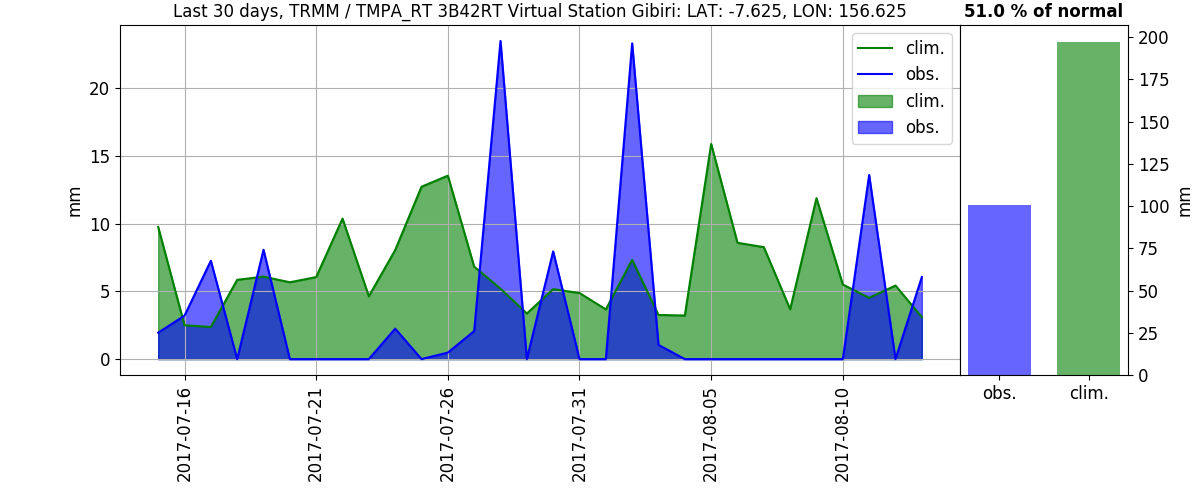 Last 30 days, TRMM / TMPA_RT 3B42RT Virtual Station Gibiri: LAT: -7.625, LON: 156.625
51.0 % of normal
clim.
obs.
clim.
obs.
mm
20
15
10
5
0
2017-07-16
2017-07-21
2017-07-26
2017-07-31
2017-08-05
2017-08-10
200
175
150
125
100
75
50
25
0
mm
obs.
clim.